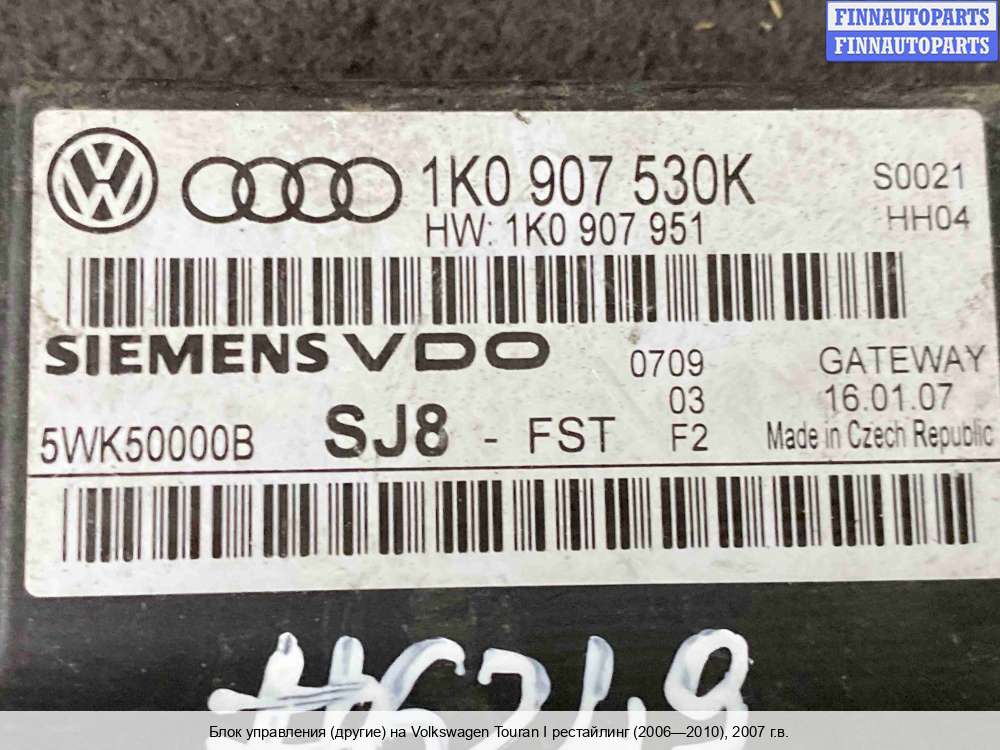 FINNAUTOPARTS
FINNAUTOPARTS
1K0 907 530K S0021
HW: 1K0 907 951 HH04
SIEMENS VDO 0709 GATEWAY
03 16.01.07
5WK50000B SJ8 - FST F2 Made in Czech Republic
#6249
Блок управления (другие) на Volkswagen Touran I рестайлинг (2006—2010), 2007 г.в.